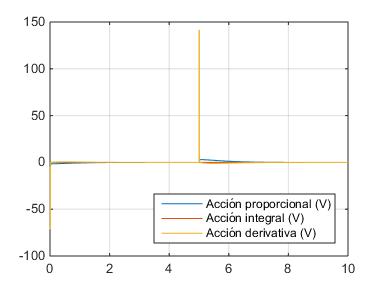 150
100
50
0
-50
-100
0 2 4 6 8 10
Acción proporcional (V)
Acción integral (V)
Acción derivativa (V)